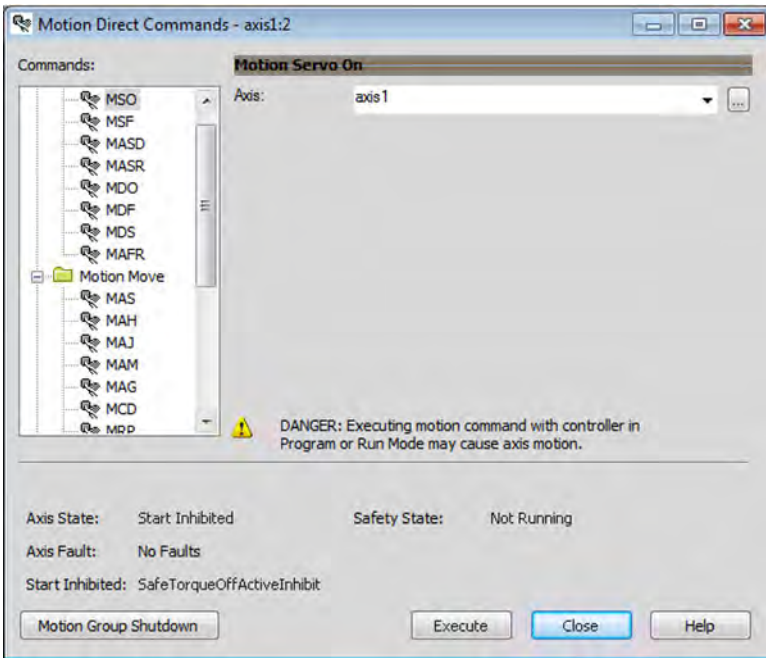 Motion Direct Commands - axis1:2
Commands:
Motion Servo On
MSO
Axis:
axis1
...
MSF
MASD
MASR
MDO
MDF
MDS
MAFR
Motion Move
MAS
MAH
MAJ
MAM
MAG
MCD
MRP
DANGER: Executing motion command with controller in
Program or Run Mode may cause axis motion.
Axis State: Start Inhibited
Safety State: Not Running
Axis Fault: No Faults
Start Inhibited: SafeTorqueOffActiveInhibit
Motion Group Shutdown
Execute
Close
Help